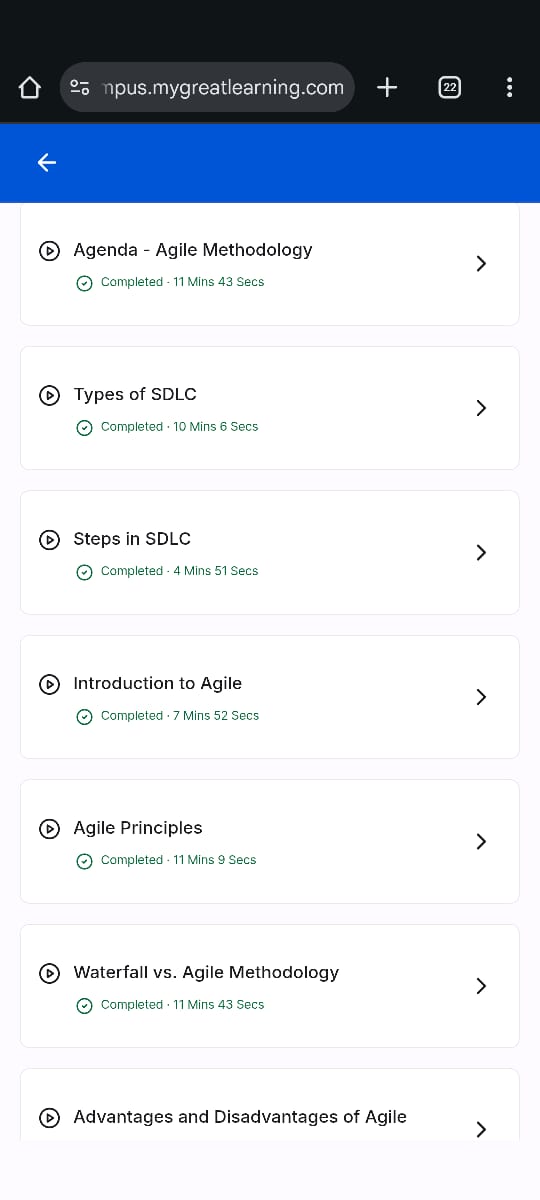 mpus.mygreatlearning.com
22
Agenda - Agile Methodology
Completed · 11 Mins 43 Secs
Types of SDLC
Completed · 10 Mins 6 Secs
Steps in SDLC
Completed · 4 Mins 51 Secs
Introduction to Agile
Completed · 7 Mins 52 Secs
Agile Principles
Completed · 11 Mins 9 Secs
Waterfall vs. Agile Methodology
Completed · 11 Mins 43 Secs
Advantages and Disadvantages of Agile